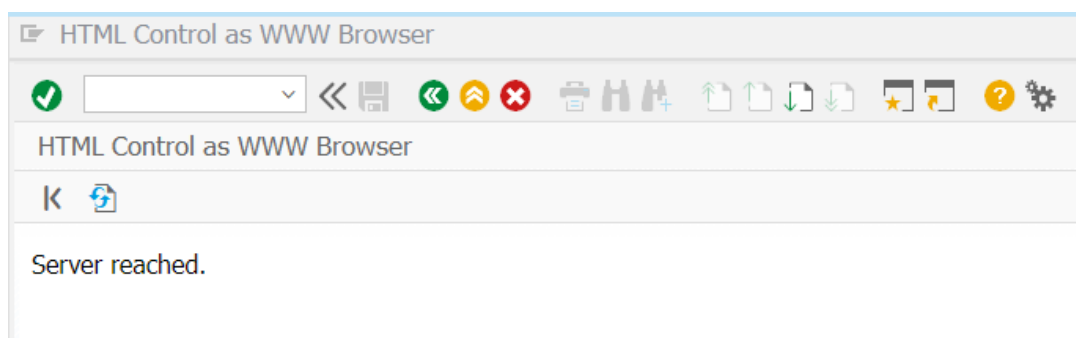 HTML Control as WWW Browser
HTML Control as WWW Browser
Server reached.